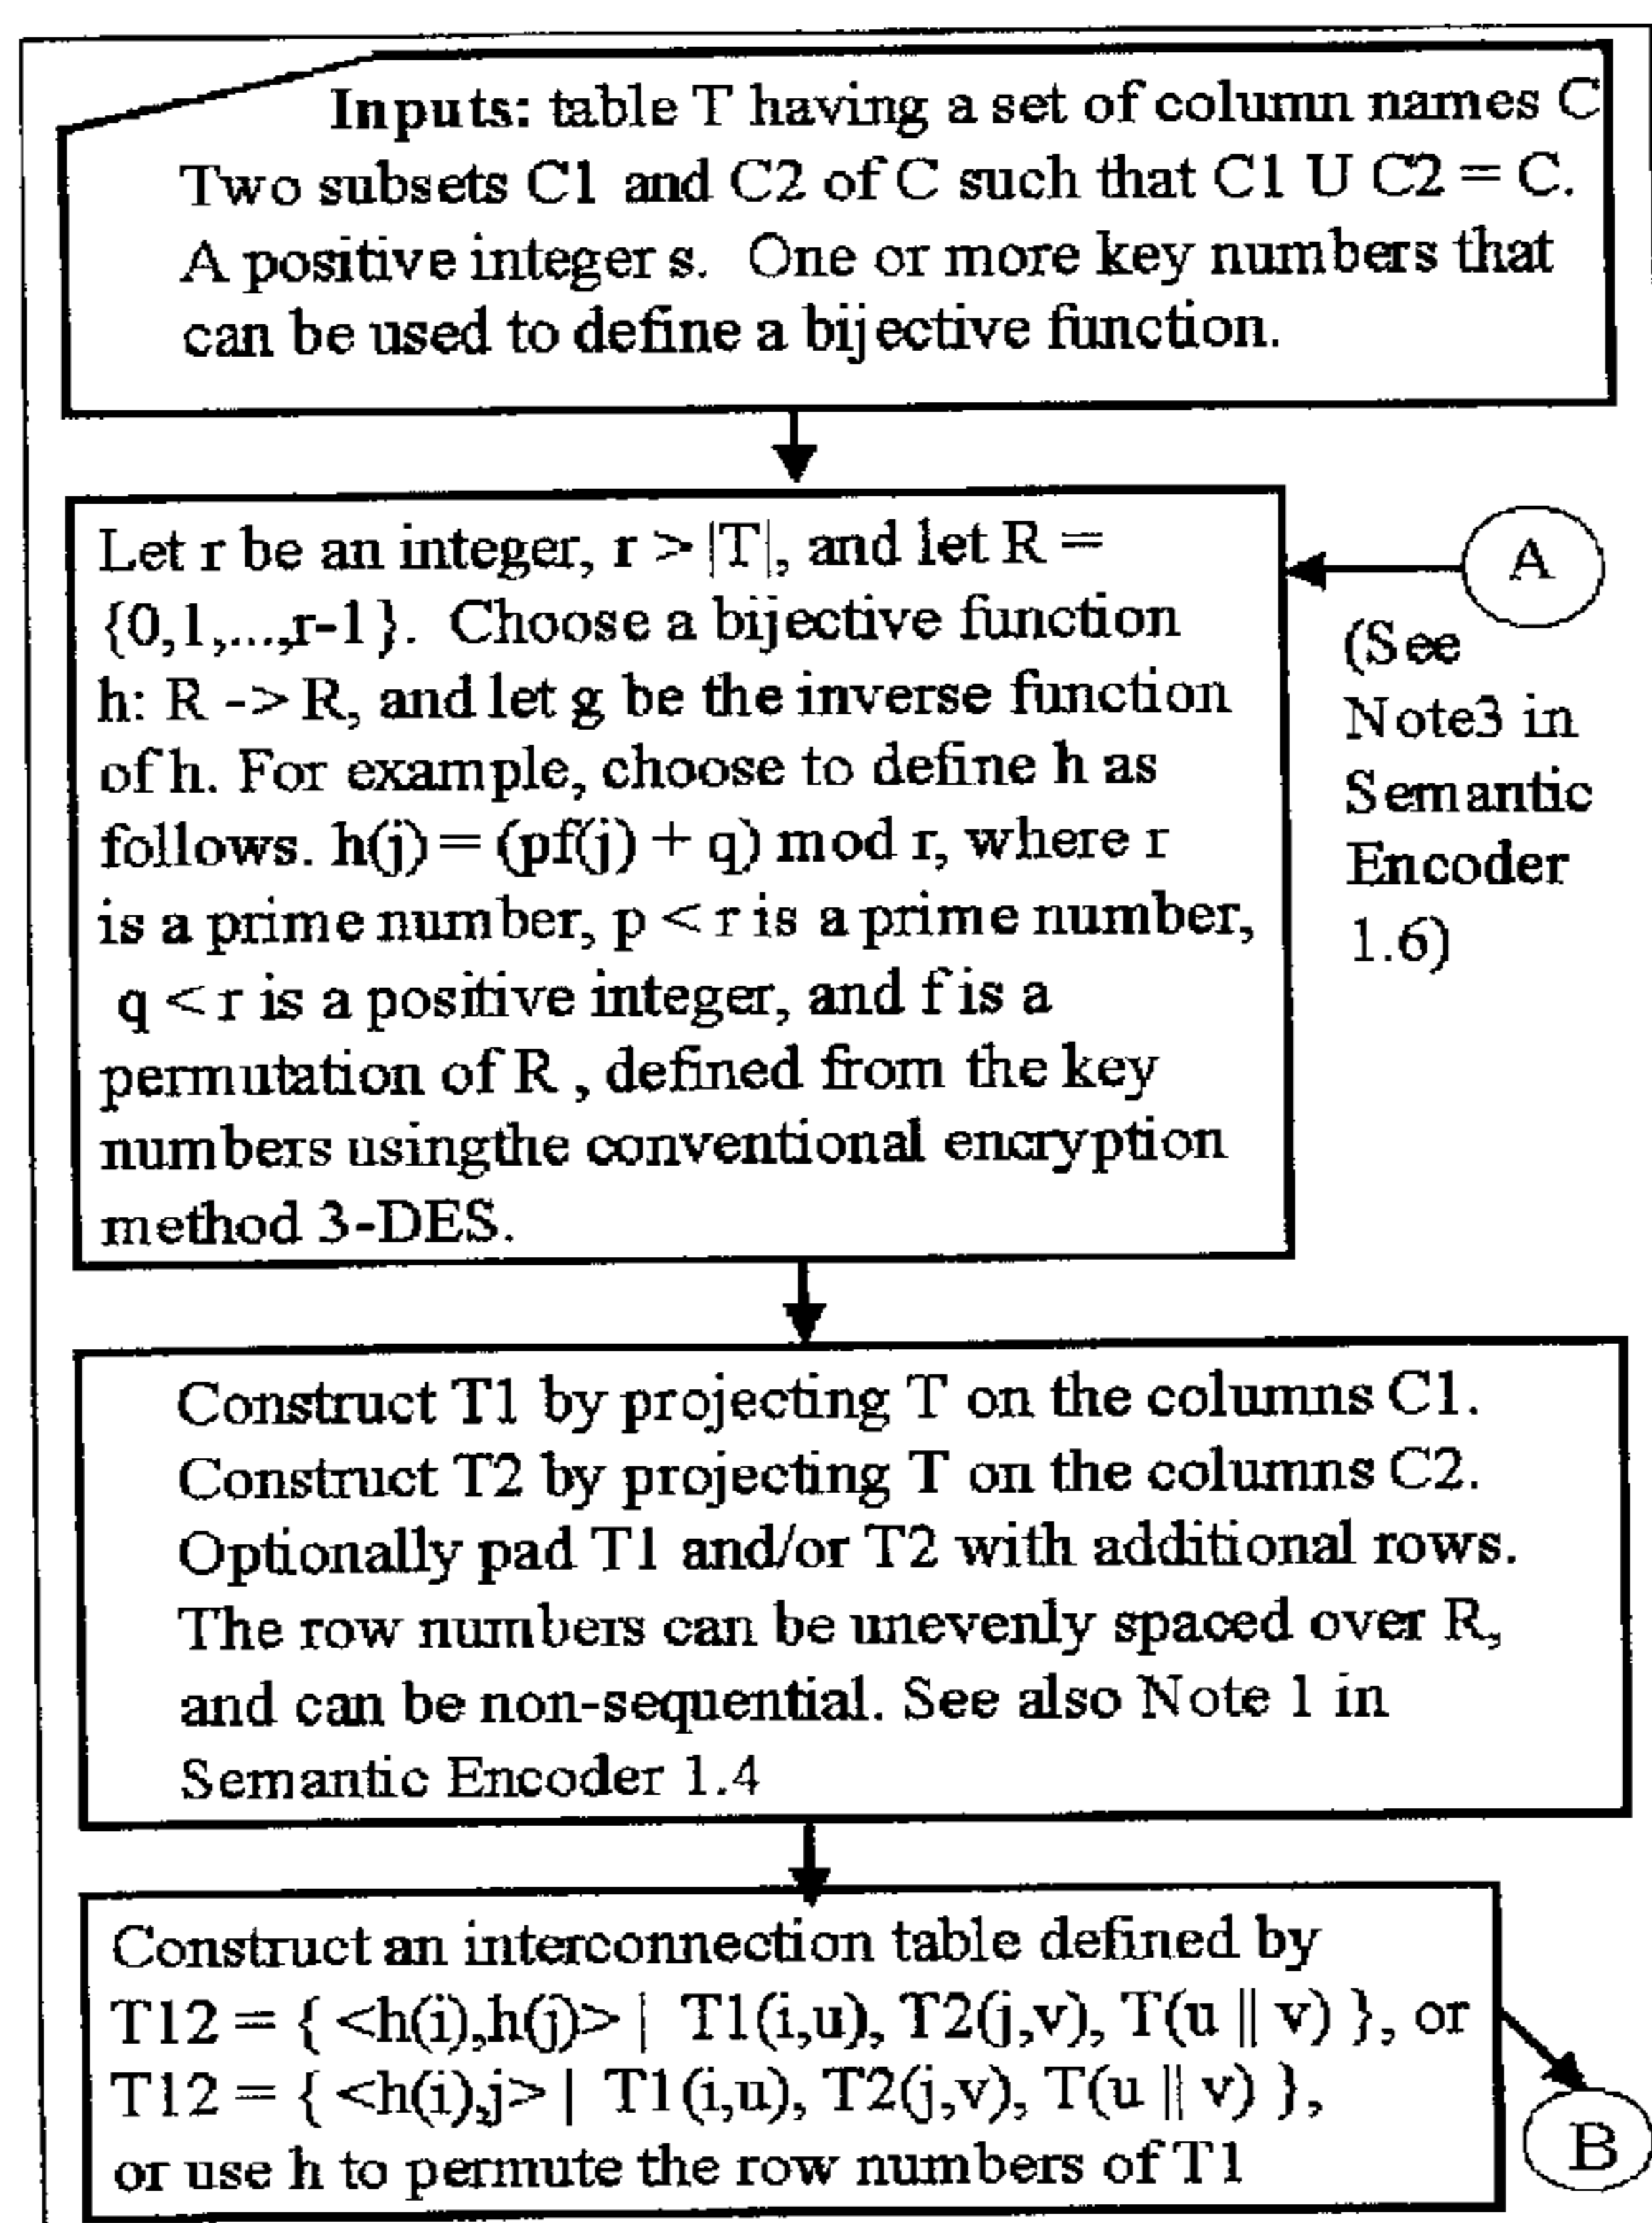 Inputs: table T having a set of column names C
Two subsets C1 and C2 of C such that C1 U C2 = C.
A positive integer s. One or more key numbers that
can be used to define a bijective function.
Let r be an integer, r > |T|, and let R =
{0,1,...,r-1}. Choose a bijective function
h: R -> R, and let g be the inverse function
of h. For example, choose to define h as
follows. h(j) = (pf(j) + q) mod r, where r
is a prime number, p < r is a prime number,
q < r is a positive integer, and f is a
permutation of R , defined from the key
numbers usingthe conventional encryption
method 3-DES.
A
(See
Note3 in
Semantic
Encoder
1.6)
Construct T1 by projecting T on the columns C1.
Construct T2 by projecting T on the columns C2.
Optionally pad T1 and/or T2 with additional rows.
The row numbers can be unevenly spaced over R,
and can be non-sequential. See also Note 1 in
Semantic Encoder 1.4
Construct an interconnection table defined by
T12 = { <h(i),h(j)> | T1(i,u), T2(j,v), T(u || v) }, or
T12 = { <h(i),j> | T1(i,u), T2(j,v), T(u || v) },
or use h to permute the row numbers of T1
B